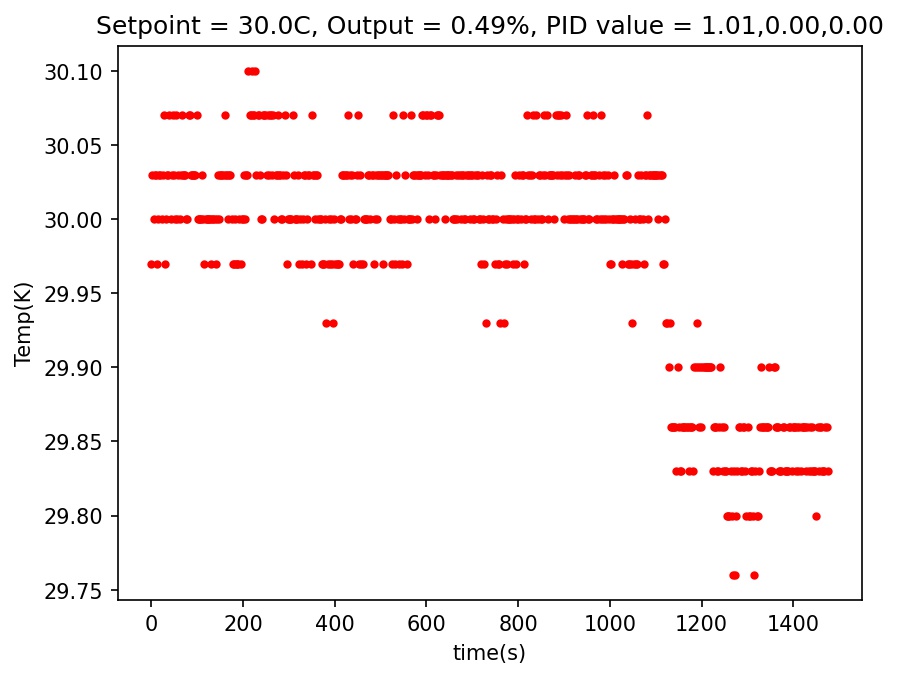 Setpoint = 30.0C, Output = 0.49%, PID value = 1.01,0.00,0.00
30.10
30.05
30.00
29.95
Temp(K)
29.90
29.85
29.80
29.75
0 200 400 600 800 1000 1200 1400
time(s)